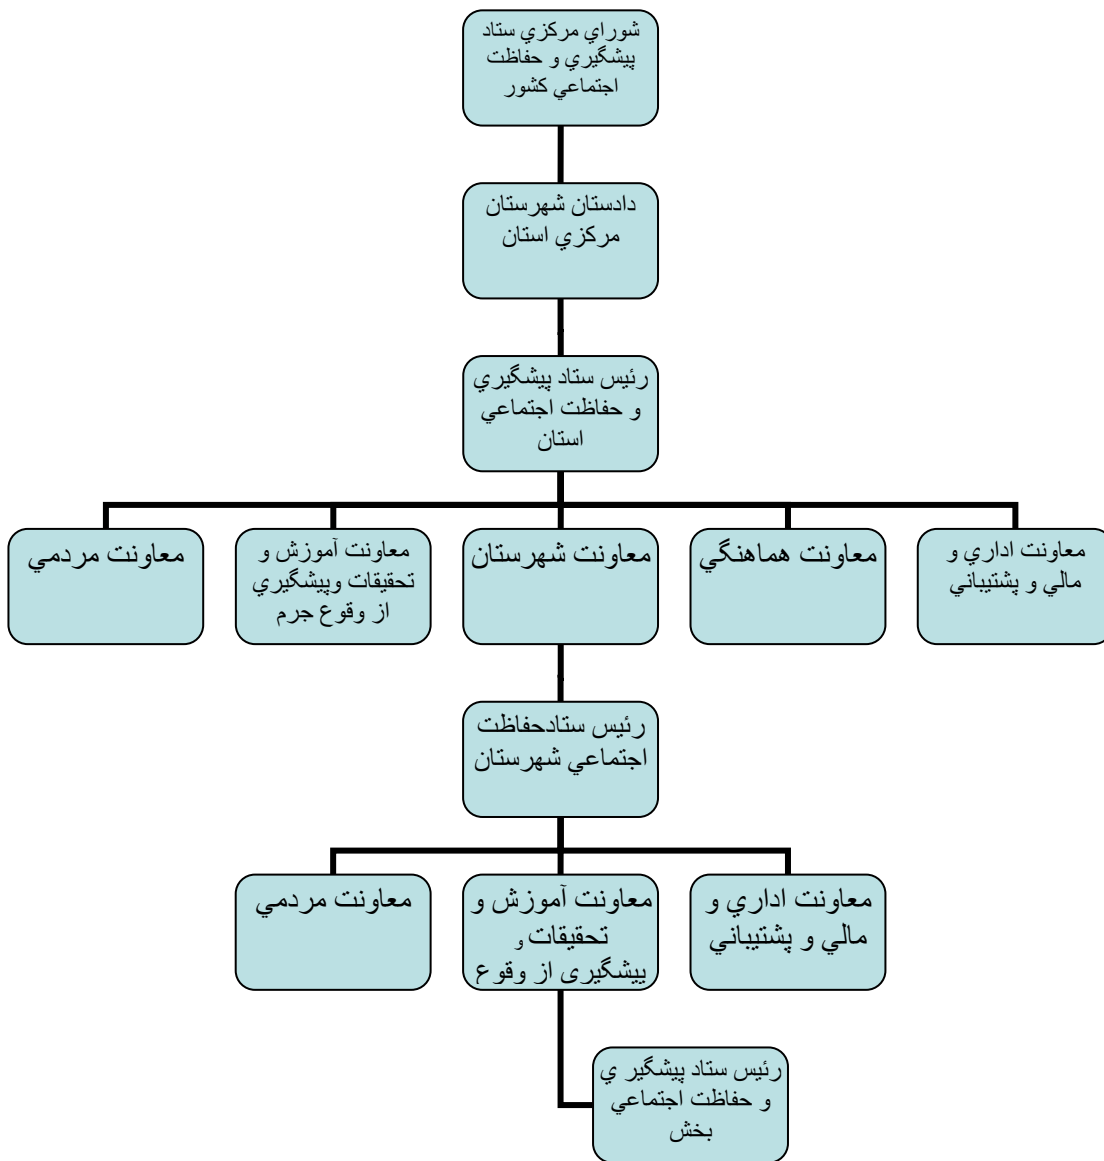 شوراي مركزي ستاد
پيشگيري و حفاظت
اجتماعي كشور
دادستان شهرستان
مركزي استان
رئيس ستاد پيشگيري
و حفاظت اجتماعي
استان
معاونت اداري و
مالي و پشتيباني
معاونت هماهنگي
معاونت شهرستان
معاونت آموزش و
تحقيقات وپيشگيري
از وقوع جرم
معاونت مردمي
رئيس ستادحفاظت
اجتماعي شهرستان
معاونت اداري و
مالي و پشتيباني
معاونت آموزش و
تحقيقات و
پيشگيري از وقوع
معاونت مردمي
رئيس ستاد پيشگير ي
و حفاظت اجتماعي
بخش